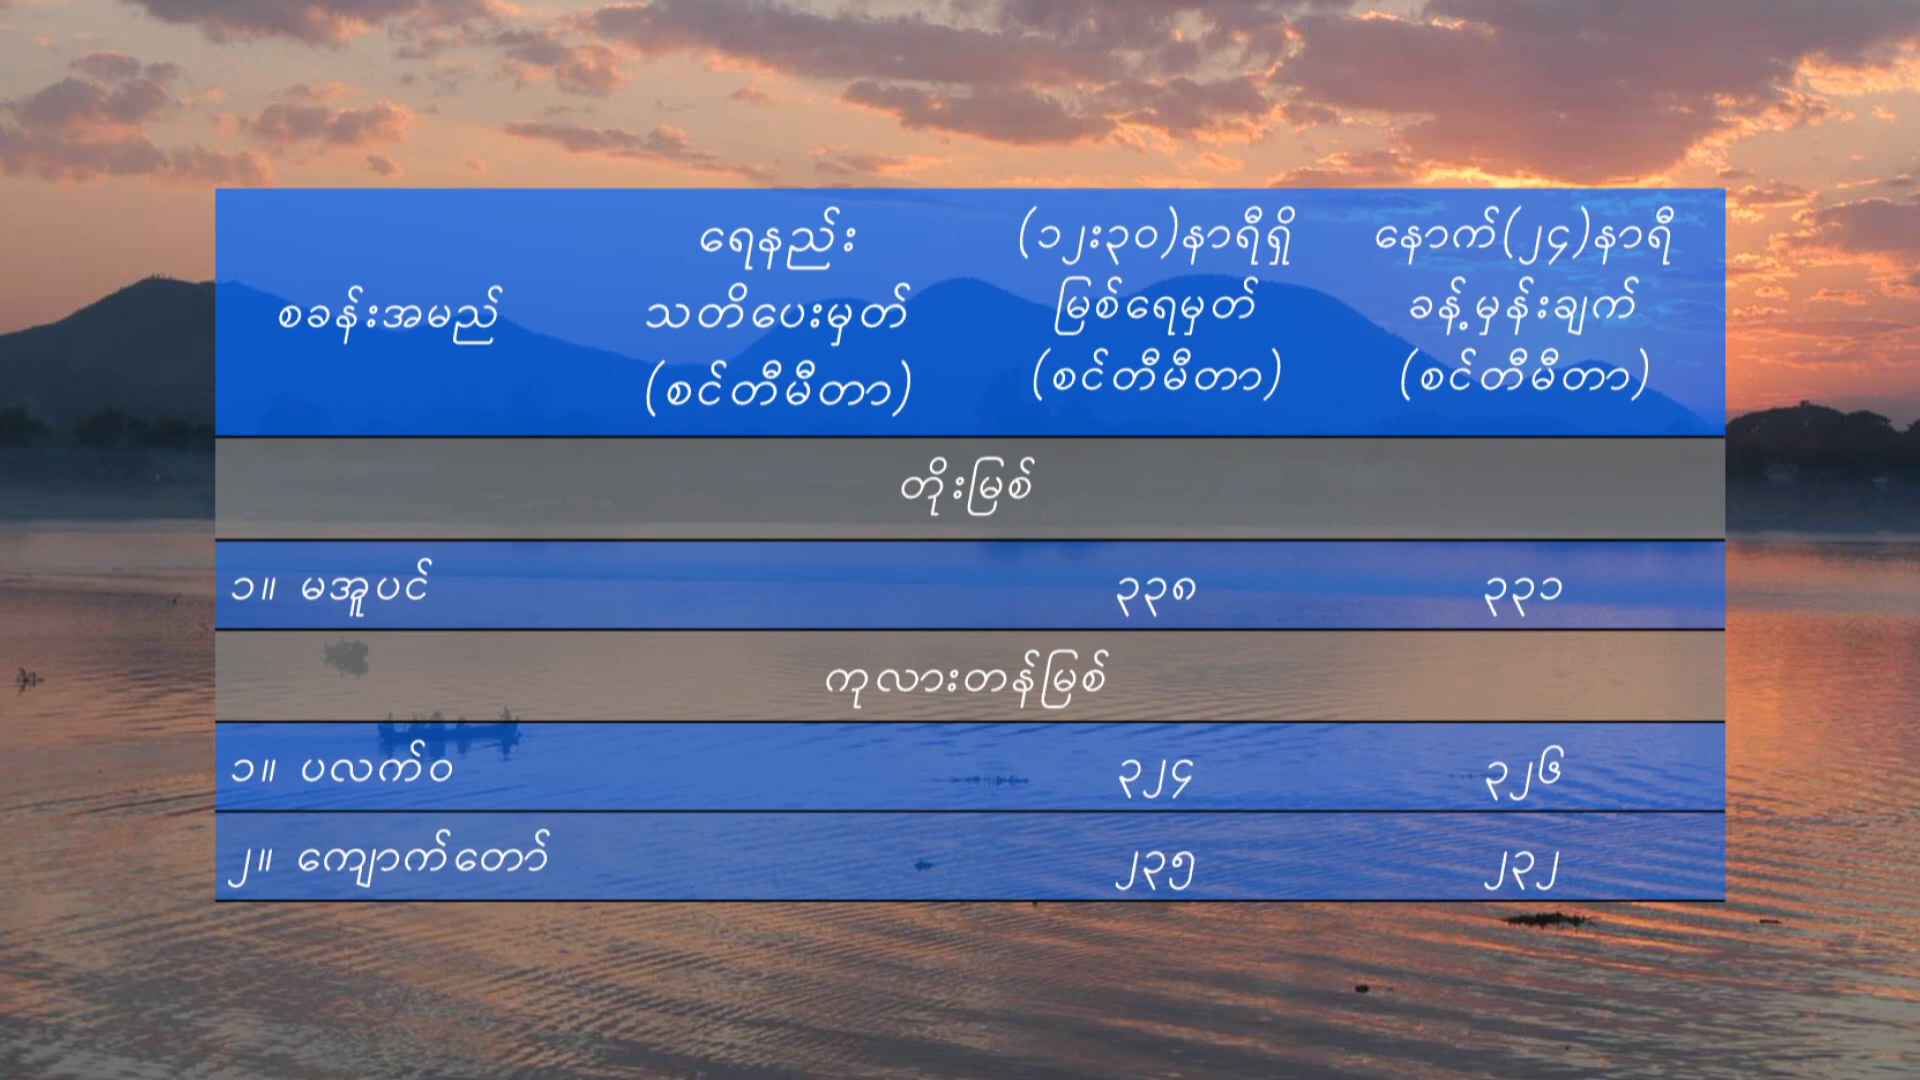 စခန်းအမည်
ရေနည်း
သတိပေးမှတ်
(စင်တီမီတာ)
(၁၂း၃၀)နာရီရှိ
မြစ်ရေမှတ်
(စင်တီမီတာ)
နောက်(၂၄)နာရီ
ခန့်မှန်းချက်
(စင်တီမီတာ)
တိုးမြစ်
၁။ မအူပင် ၃၃၈ ၃၃၁
ကုလားတန်မြစ်
၁။ ပလက်ဝ ၃၂၄ ၃၂၆
၂။ ကျောက်တော် ၂၃၅ ၂၃၂